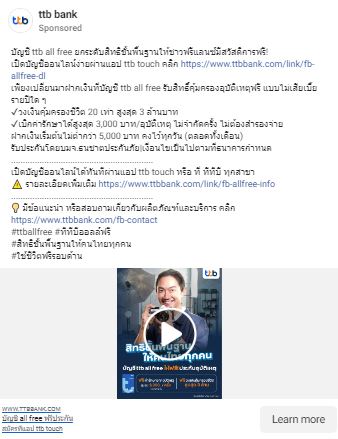 ttb bank
Sponsored
บัญชี ttb all free ยกระดับสิทธิขั้นพื้นฐานให้ชาวฟรีแลนซ์มีสวัสดิการฟรี!
เปิดบัญชีออนไลน์ง่ายผ่านแอป ttb touch คลิก https://www.ttbbank.com/link/fb-
allfree-dl
เพียงเปลี่ยนมาฝากเงินที่บัญชี ttb all free รับสิทธิ์คุ้มครองอุบัติเหตุฟรี แบบไม่เสียเบี้ย
รายปีใด ๆ
✓วงเงินคุ้มครองชีวิต 20 เท่า สูงสุด 3 ล้านบาท
✓เบิกค่ารักษาได้สูงสุด 3,000 บาท/อุบัติเหตุ ไม่จำกัดครั้ง ไม่ต้องสำรองจ่าย
ฝากเงินเริ่มต้นไม่ต่ำกว่า 5,000 บาท คงไว้ทุกวัน (ตลอดทั้งเดือน)
รับประกันโดยบมจ.ธนชาตประกันภัย|เงื่อนไขเป็นไปตามที่ธนาคารกำหนด
เปิดบัญชีออนไลน์ได้ทันทีผ่านแอป ttb touch หรือ ที่ ทีทีบี ทุกสาขา
⚠️ รายละเอียดเพิ่มเติม https://www.ttbbank.com/link/fb-allfree-info
💡 มีข้อแนะนำ หรือสอบถามเกี่ยวกับผลิตภัณฑ์และบริการ คลิก
https://www.ttbbank.com/fb-contact
#ttballfree #ทีทีบีออลล์ฟรี
#สิทธิขั้นพื้นฐานให้คนไทยทุกคน
#ใช้ชีวิตฟรีรอบด้าน
ttb
สิทธิขั้นพื้นฐาน
ให้คนไทยทุกคน
บัญชี ttb all free ให้ฟรี ประกันอุบัติเหตุ
WWW.TTBBANK.COM
บัญชี all free ฟรีประกัน
สมัครที่แอป ttb touch
Learn more